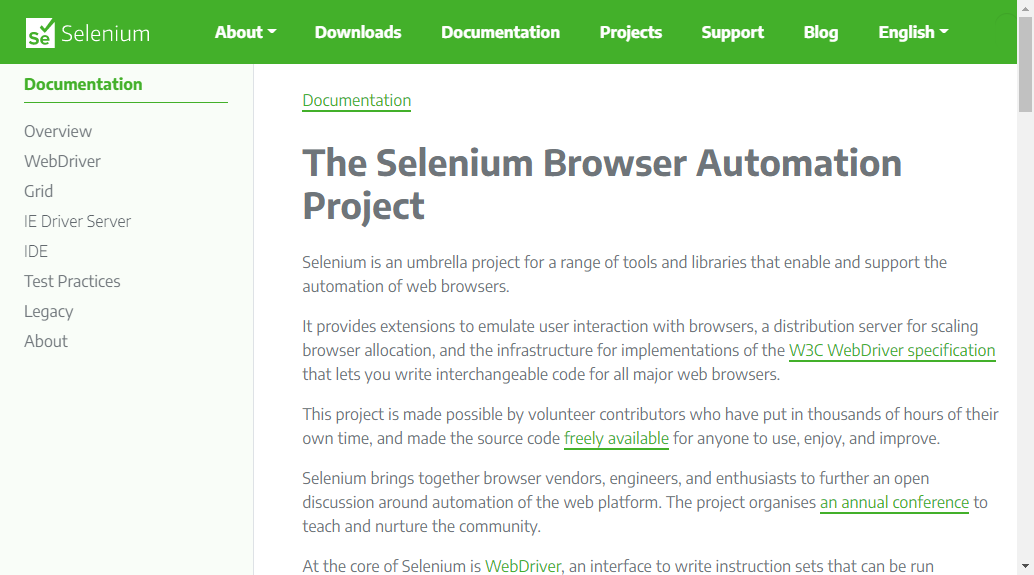 Se Selenium About Downloads Documentation Projects Support Blog English
Documentation
Overview
WebDriver
Grid
IE Driver Server
IDE
Test Practices
Legacy
About
Documentation
The Selenium Browser Automation
Project
Selenium is an umbrella project for a range of tools and libraries that enable and support the
automation of web browsers.
It provides extensions to emulate user interaction with browsers, a distribution server for scaling
browser allocation, and the infrastructure for implementations of the W3C WebDriver specification
that lets you write interchangeable code for all major web browsers.
This project is made possible by volunteer contributors who have put in thousands of hours of their
own time, and made the source code freely available for anyone to use, enjoy, and improve.
Selenium brings together browser vendors, engineers, and enthusiasts to further an open
discussion around automation of the web platform. The project organises an annual conference to
teach and nurture the community.
At the core of Selenium is WebDriver, an interface to write instruction sets that can be run